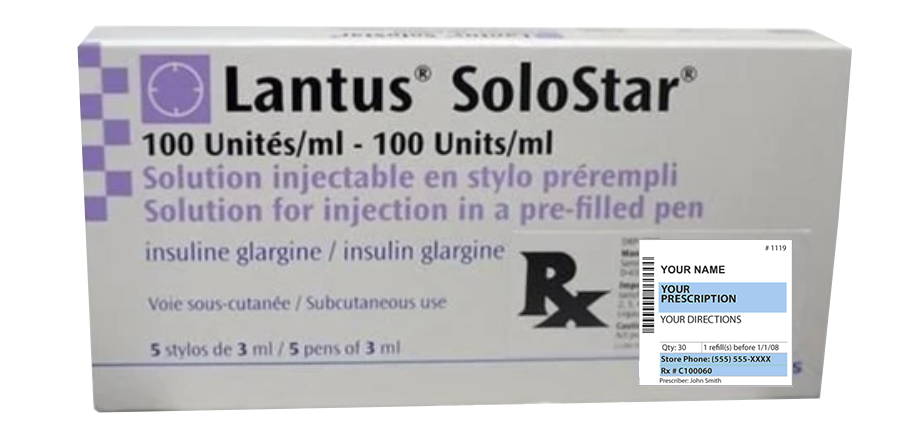 Lantus® SoloStar®
100 Unités/ml - 100 Units/ml
Solution injectable en stylo prérempli
Solution for injection in a pre-filled pen
insuline glargine / insulin glargine
Voie sous-cutanée / Subcutaneous use
5 stylos de 3 ml / 5 pens of 3 ml
Rx
# 1119
YOUR NAME
YOUR
PRESCRIPTION
YOUR DIRECTIONS
Qty: 30 1 refill(s) before 1/1/08
Store Phone: (555) 555-XXXX
Rx # C100060
Prescriber: John Smith